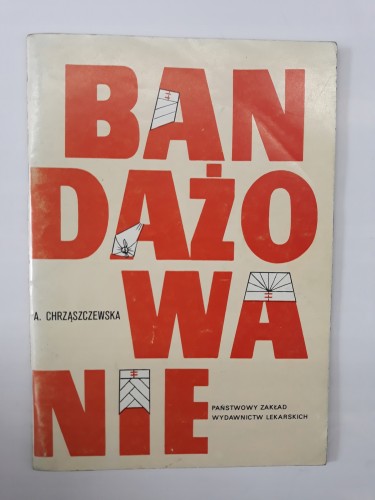 BAN
DAŻO
A. CHRZĄSZCZEWSKA
WA
NIE
PAŃSTWOWY ZAKŁAD
WYDAWNICTW LEKARSKICH